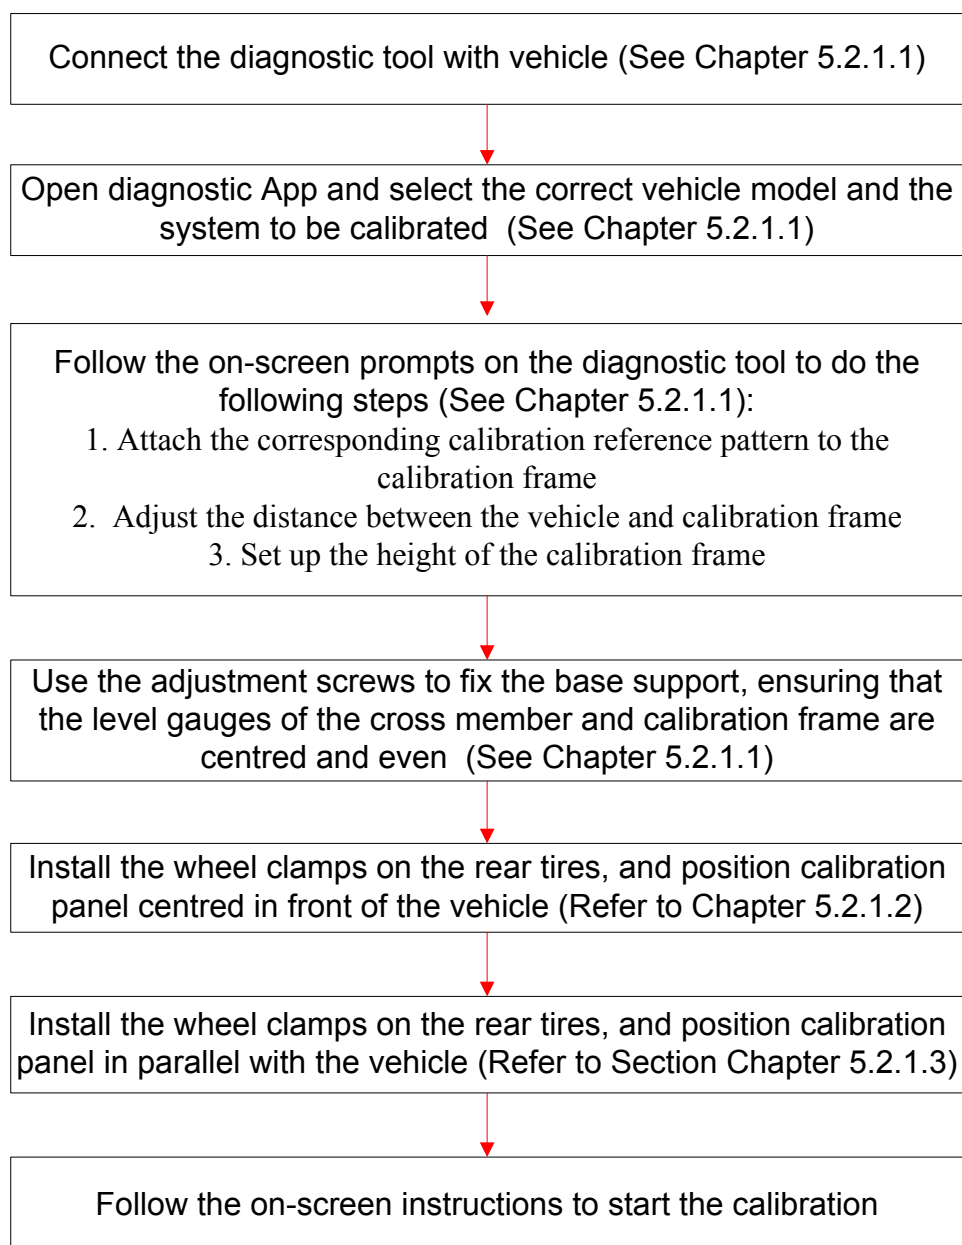 Connect the diagnostic tool with vehicle (See Chapter 5.2.1.1)
Open diagnostic App and select the correct vehicle model and the
system to be calibrated  (See Chapter 5.2.1.1)
Follow the on-screen prompts on the diagnostic tool to do the
following steps (See Chapter 5.2.1.1):
1. Attach the corresponding calibration reference pattern to the
calibration frame
2.  Adjust the distance between the vehicle and calibration frame
3. Set up the height of the calibration frame
Use the adjustment screws to fix the base support, ensuring that
the level gauges of the cross member and calibration frame are
centred and even  (See Chapter 5.2.1.1)
Install the wheel clamps on the rear tires, and position calibration
panel centred in front of the vehicle (Refer to Chapter 5.2.1.2)
Install the wheel clamps on the rear tires, and position calibration
panel in parallel with the vehicle (Refer to Section Chapter 5.2.1.3)
Follow the on-screen instructions to start the calibration